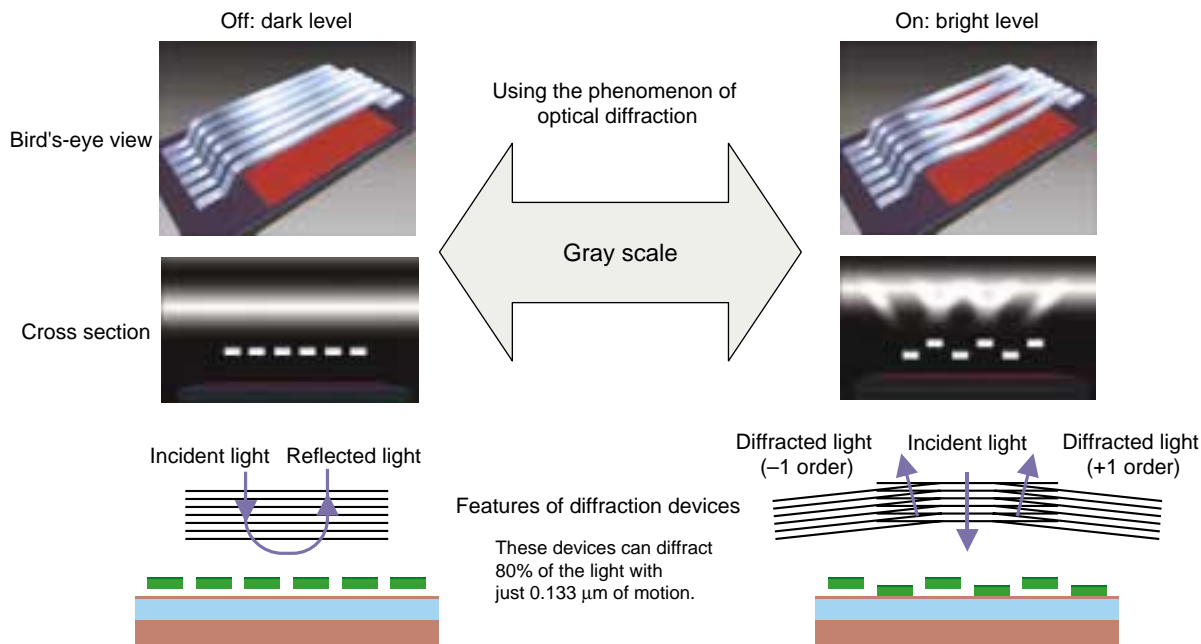 Off: dark level
On: bright level
Bird's-eye view
Using the phenomenon of
optical diffraction
Gray scale
Cross section
Incident light
Reflected light
Features of diffraction devices
These devices can diffract
80% of the light with
just 0.133 μm of motion.
Diffracted light
(–1 order)
Incident light
Diffracted light
(+1 order)